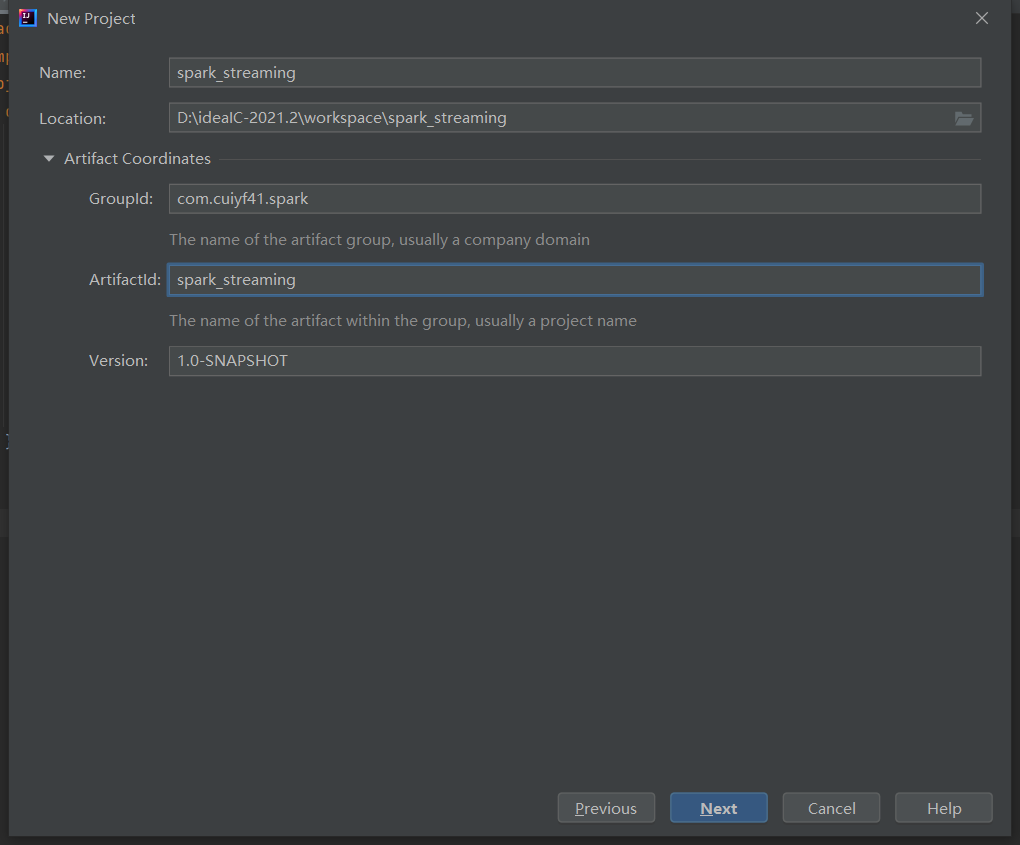 New Project
Name: spark_streaming
Location: D:\ideaIC-2021.2\workspace\spark_streaming
Artifact Coordinates
GroupId: com.cuiyf41.spark
The name of the artifact group, usually a company domain
ArtifactId: spark_streaming
The name of the artifact within the group, usually a project name
Version: 1.0-SNAPSHOT
Previous Next Cancel Help